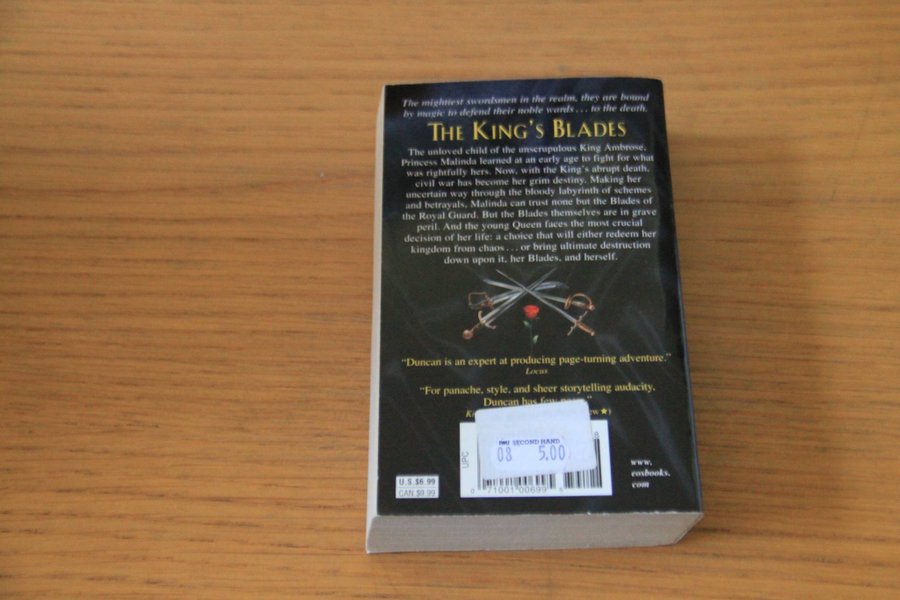 The mightiest swordsmen in the realm, they are bound
by magic to defend their noble wards... to the death.
THE KING'S BLADES
The unloved child of the unscrupulous King Ambrose,
Princess Malinda learned at an early age to fight for what
was rightfully hers. Now, with the King's abrupt death,
civil war has become her grim destiny. Making her
uncertain way through the bloody labyrinth of schemes
and betrayals, Malinda can trust none but the Blades of
the Royal Guard. But the Blades themselves are in grave
peril. And the young Queen faces the most crucial
decision of her life: a choice that will either redeem her
kingdom from chaos... or bring ultimate destruction
down upon it, her Blades, and herself.
"Duncan is an expert at producing page-turning adventure."
Locus
"For panache, style, and sheer storytelling audacity,
Duncan has few
SECOND HAND
08 5.00
UPC
0 71001 00699
U.S. $6.99
CAN. $9.99
www.
eosbooks.
com